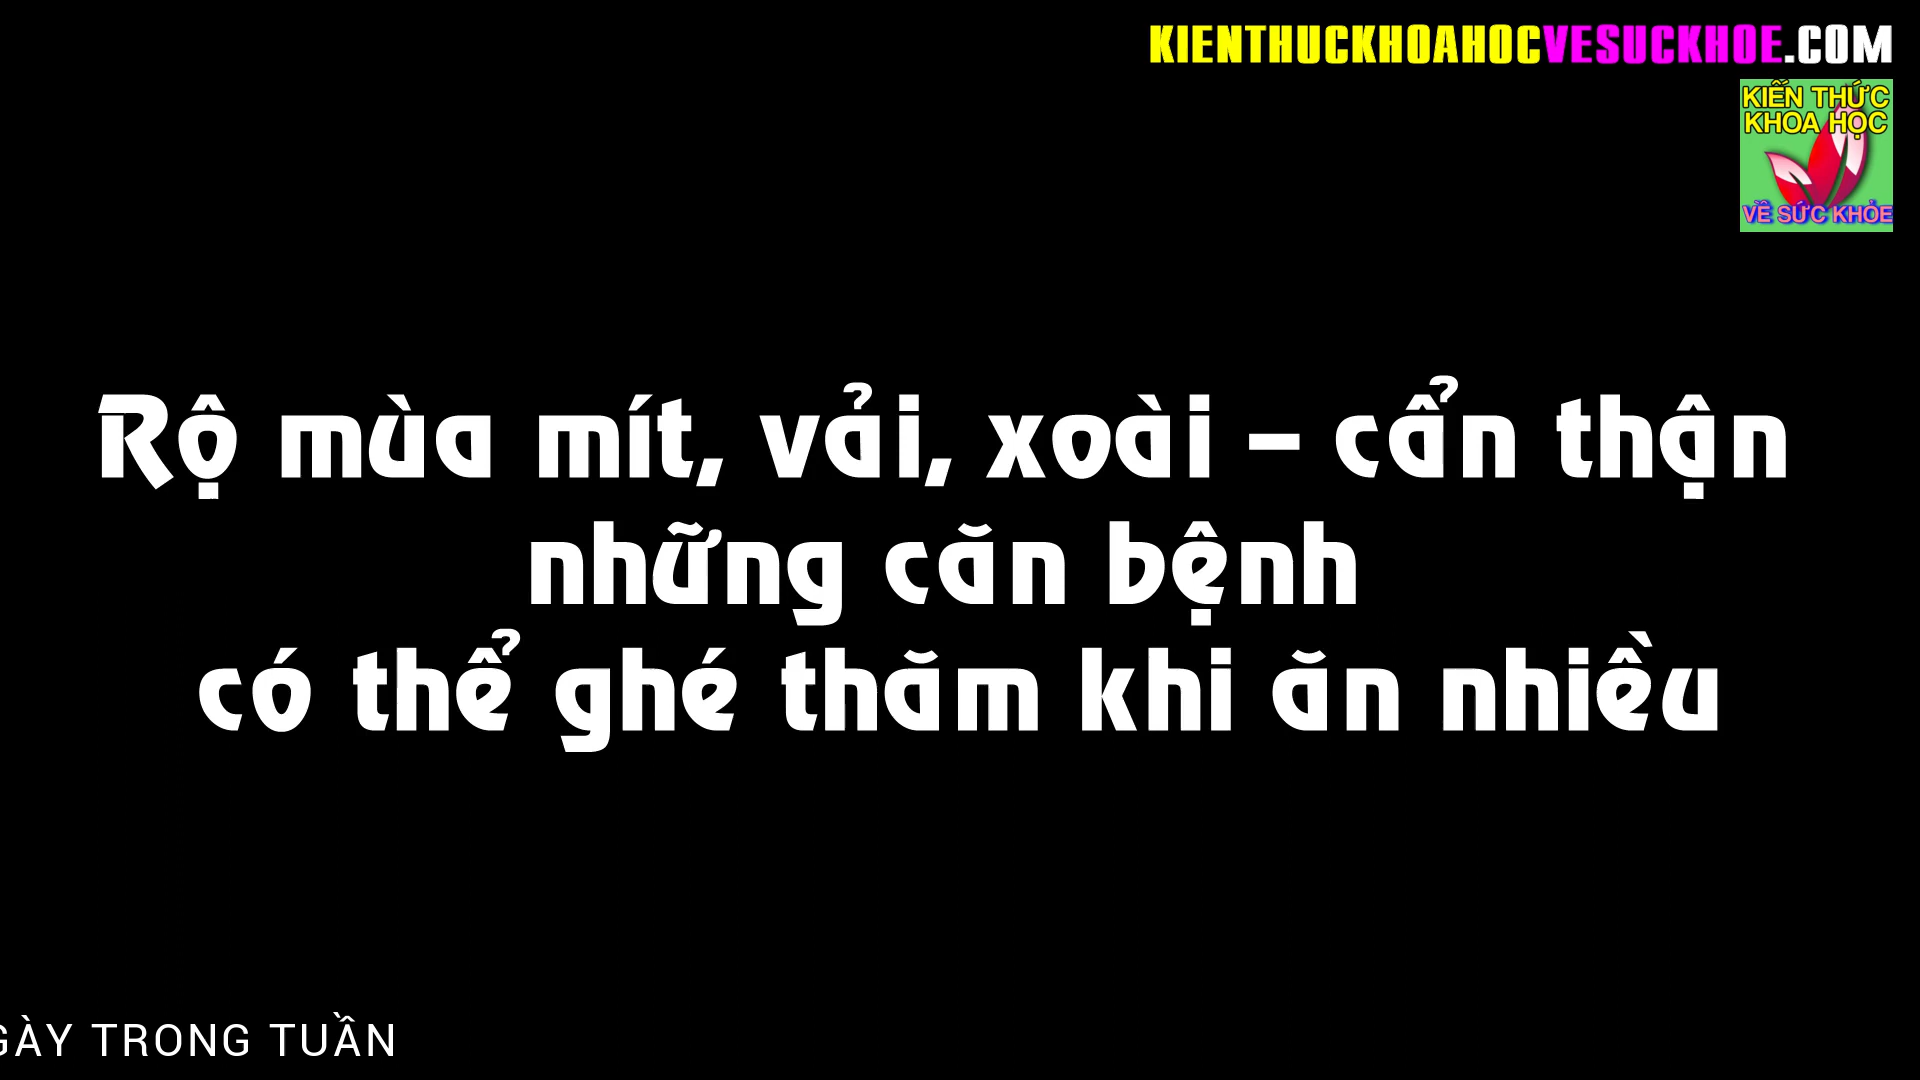 KIENTHUCKHOAHOCVESUCKHOE.COM
KIẾN THỨC
KHOA HỌC
VỀ SỨC KHỎE
Rộ mùa mít, vải, xoài – cẩn thận
những căn bệnh
có thể ghé thăm khi ăn nhiều
GÀY TRONG TUẦN